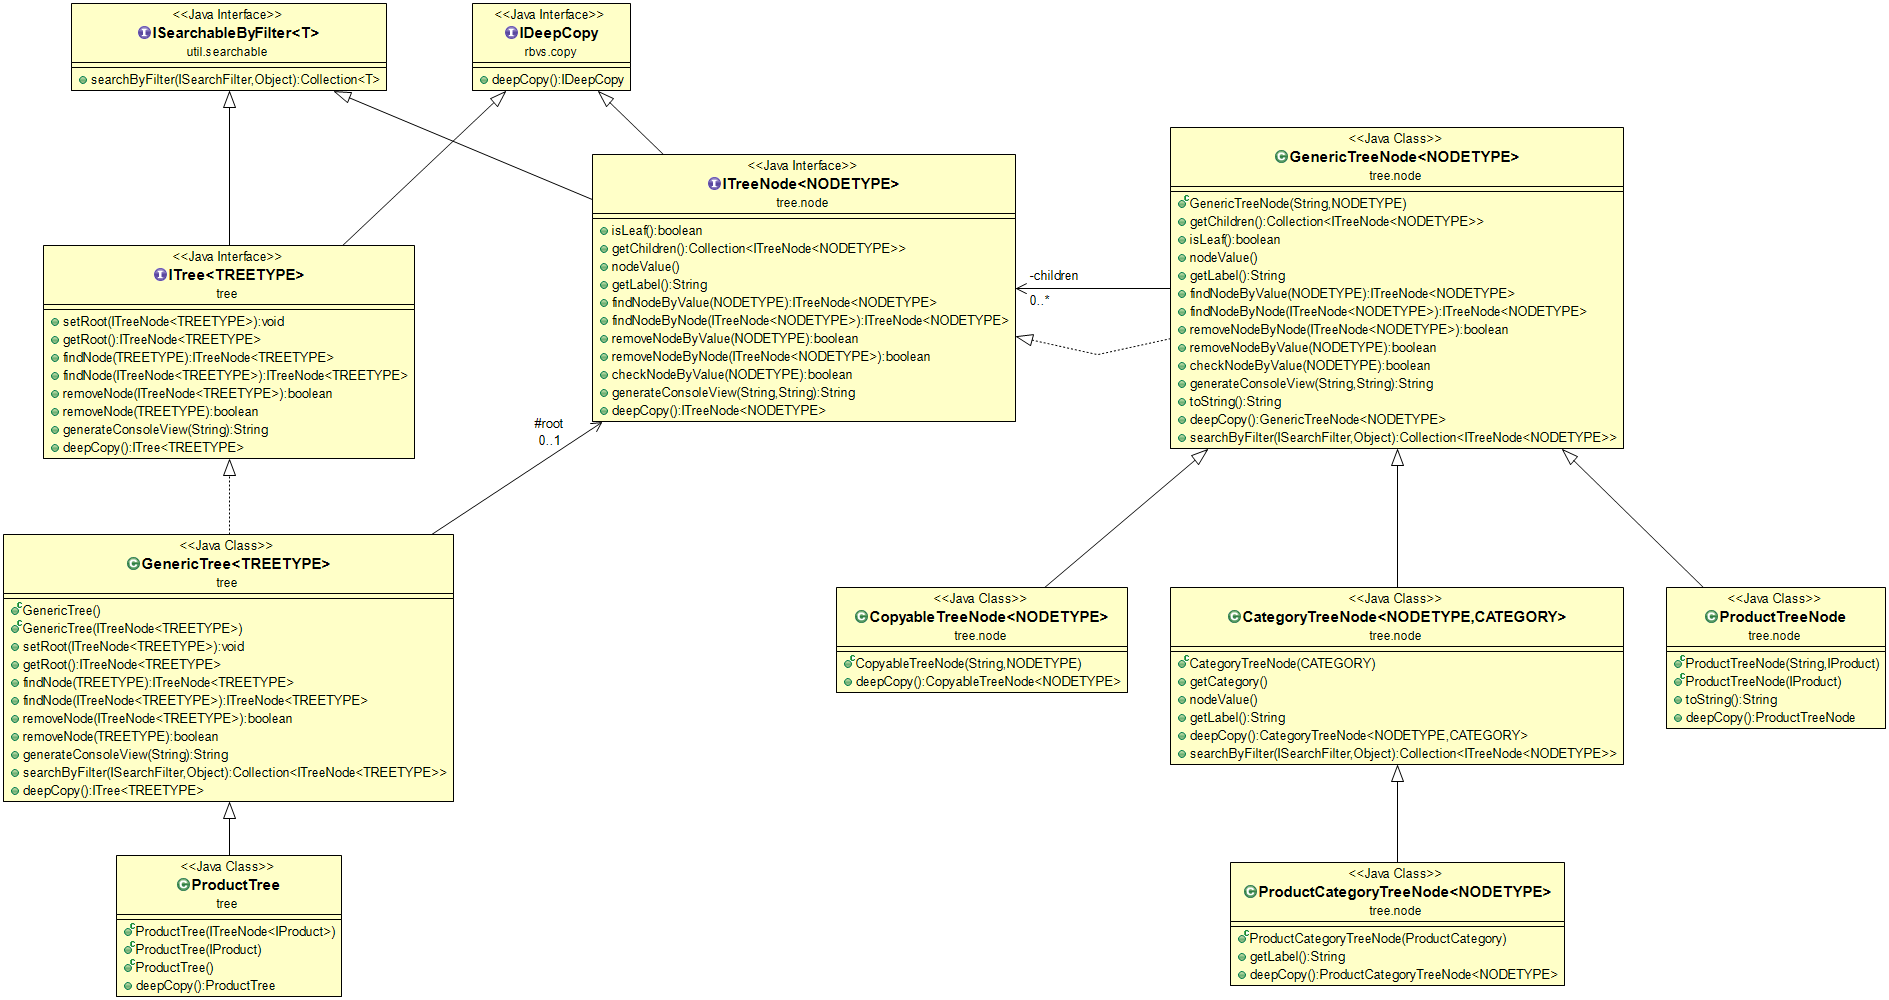 <<Java Interface>>
ISearchableByFilter<T>
util.searchable
searchByFilter(ISearchFilter,Object):Collection<T>
<<Java Interface>>
IDeepCopy
rbvs.copy
deepCopy():IDeepCopy
<<Java Interface>>
ITreeNode<NODETYPE>
tree.node
isLeaf():boolean
getChildren():Collection<ITreeNode<NODETYPE>>
nodeValue()
getLabel():String
findNodeByValue(NODETYPE):ITreeNode<NODETYPE>
findNodeByNode(ITreeNode<NODETYPE>):ITreeNode<NODETYPE>
removeNodeByValue(NODETYPE):boolean
removeNodeByNode(ITreeNode<NODETYPE>):boolean
checkNodeByValue(NODETYPE):boolean
generateConsoleView(String,String):String
deepCopy():ITreeNode<NODETYPE>
<<Java Class>>
GenericTreeNode<NODETYPE>
tree.node
GenericTreeNode(String,NODETYPE)
getChildren():Collection<ITreeNode<NODETYPE>>
isLeaf():boolean
nodeValue()
getLabel():String
findNodeByValue(NODETYPE):ITreeNode<NODETYPE>
findNodeByNode(ITreeNode<NODETYPE>):ITreeNode<NODETYPE>
removeNodeByNode(ITreeNode<NODETYPE>):boolean
removeNodeByValue(NODETYPE):boolean
checkNodeByValue(NODETYPE):boolean
generateConsoleView(String,String):String
toString():String
deepCopy():GenericTreeNode<NODETYPE>
searchByFilter(ISearchFilter,Object):Collection<ITreeNode<NODETYPE>>
-children
0..*
<<Java Interface>>
ITree<TREETYPE>
tree
setRoot(ITreeNode<TREETYPE>):void
getRoot():ITreeNode<TREETYPE>
findNode(TREETYPE):ITreeNode<TREETYPE>
findNode(ITreeNode<TREETYPE>):ITreeNode<TREETYPE>
removeNode(ITreeNode<TREETYPE>):boolean
removeNode(TREETYPE):boolean
generateConsoleView(String):String
deepCopy():ITree<TREETYPE>
#root
0..1
<<Java Class>>
GenericTree<TREETYPE>
tree
GenericTree()
GenericTree(ITreeNode<TREETYPE>)
setRoot(ITreeNode<TREETYPE>):void
getRoot():ITreeNode<TREETYPE>
findNode(TREETYPE):ITreeNode<TREETYPE>
findNode(ITreeNode<TREETYPE>):ITreeNode<TREETYPE>
removeNode(ITreeNode<TREETYPE>):boolean
removeNode(TREETYPE):boolean
generateConsoleView(String):String
searchByFilter(ISearchFilter,Object):Collection<ITreeNode<TREETYPE>>
deepCopy():ITree<TREETYPE>
<<Java Class>>
CopyableTreeNode<NODETYPE>
tree.node
CopyableTreeNode(String,NODETYPE)
deepCopy():CopyableTreeNode<NODETYPE>
<<Java Class>>
CategoryTreeNode<NODETYPE,CATEGORY>
tree.node
CategoryTreeNode(CATEGORY)
getCategory()
nodeValue()
getLabel():String
deepCopy():CategoryTreeNode<NODETYPE,CATEGORY>
searchByFilter(ISearchFilter,Object):Collection<ITreeNode<NODETYPE>>
<<Java Class>>
ProductTreeNode
tree.node
ProductTreeNode(String,IProduct)
ProductTreeNode(IProduct)
toString():String
deepCopy():ProductTreeNode
<<Java Class>>
ProductTree
tree
ProductTree(ITreeNode<IProduct>)
ProductTree(IProduct)
ProductTree()
deepCopy():ProductTree
<<Java Class>>
ProductCategoryTreeNode<NODETYPE>
tree.node
ProductCategoryTreeNode(ProductCategory)
getLabel():String
deepCopy():ProductCategoryTreeNode<NODETYPE>